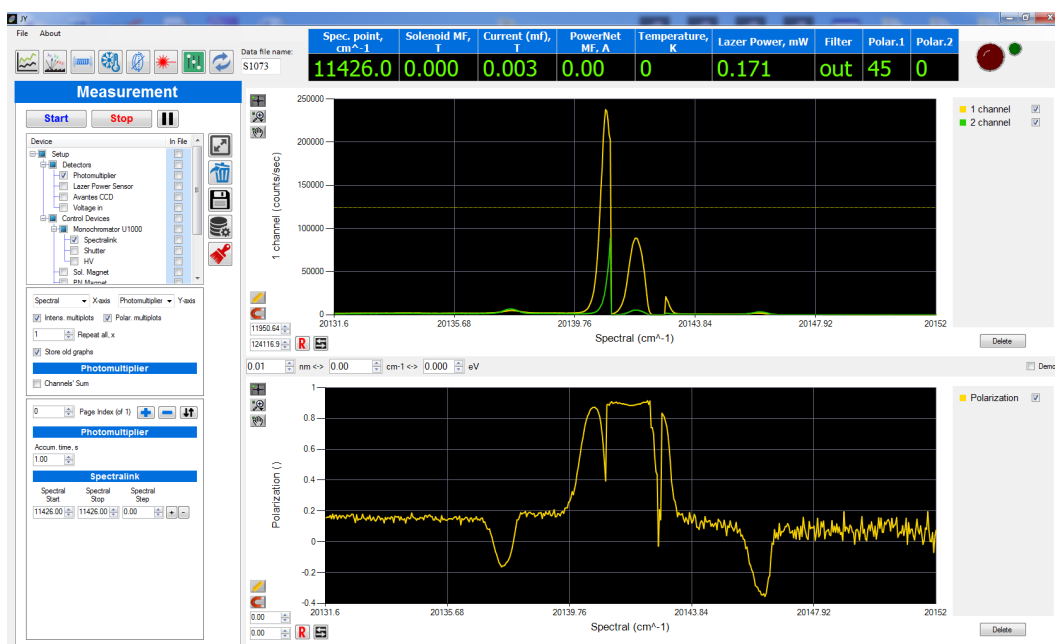 JY
File About
Data file name:
S1073
Spec. point, cm^-1 Solenoid MF, T Current (mf), T PowerNet MF, A Temperature, K Lazer Power, mW Filter Polar.1 Polar.2
11426.0 0.000 0.003 0.00 0 0.171 out 45 0
Measurement
Start Stop
Device In File
Setup
Detectors
Photomultiplier
Lazer Power Sensor
Avantes CCD
Voltage in
Control Devices
Monochromator U1000
Spectralink
Shutter
HV
Sol. Magnet
PN Magnet
Spectral X-axis Photomultiplier Y-axis
Intens. multiplots Polar. multiplots
1 Repeat all, x
Store old graphs
Photomultiplier
Channels' Sum
0 Page Index (of 1)
Photomultiplier
Accum. time, s
1.00
Spectralink
Spectral Start Spectral Stop Spectral Step
11426.00 11426.00 0.00 + -
1 channel (counts/sec)
250000
200000
150000
100000
50000
0
20131.6 20135.68 20139.76 20143.84 20147.92 20152
Spectral (cm^-1)
11950.64
124116.9 R
1 channel
2 channel
Delete
0.01 nm <-> 0.00 cm-1 <-> 0.000 eV
Demo
Polarization ()
1
0.8
0.6
0.4
0.2
0
-0.2
-0.4
20131.6 20135.68 20139.76 20143.84 20147.92 20152
Spectral (cm^-1)
0.00
0.00 R
Polarization
Delete